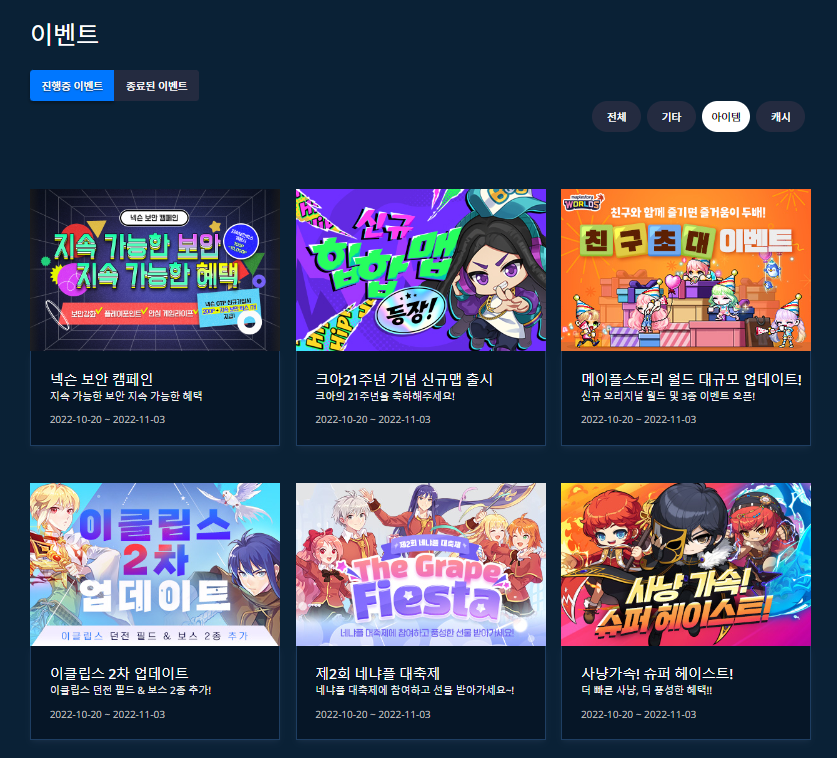 이벤트
진행중 이벤트
종료된 이벤트
전체
기타
아이템
캐시
넥슨 보안 캠페인
지속 가능한 보안
지속 가능한 혜택
보안강화
플레이포인트
안심 게임라이프
넥슨 보안 캠페인
지속 가능한 보안 지속 가능한 혜택
2022-10-20 ~ 2022-11-03
신규
힙합 맵
등장!
크아21주년 기념 신규맵 출시
크아의 21주년을 축하해주세요!
2022-10-20 ~ 2022-11-03
maplestory
WORLDS
친구와 함께 즐기면 즐거움이 두배!
친구초대 이벤트
메이플스토리 월드 대규모 업데이트!
신규 오리지널 월드 및 3종 이벤트 오픈!
2022-10-20 ~ 2022-11-03
이클립스
2차
업데이트
이클립스 던전 필드 & 보스 2종 추가
이클립스 2차 업데이트
이클립스 던전 필드 & 보스 2종 추가!
2022-10-20 ~ 2022-11-03
제2회 네냐플 대축제
The Grape
Fiesta
네냐플 대축제에 참여하고 풍성한 선물 받아가세요!
제2회 네냐플 대축제
네냐플 대축제에 참여하고 선물 받아가세요~!
2022-10-20 ~ 2022-11-03
사냥 가속!
슈퍼 헤이스트!
사냥가속! 슈퍼 헤이스트!
더 빠른 사냥, 더 풍성한 혜택!!
2022-10-20 ~ 2022-11-03